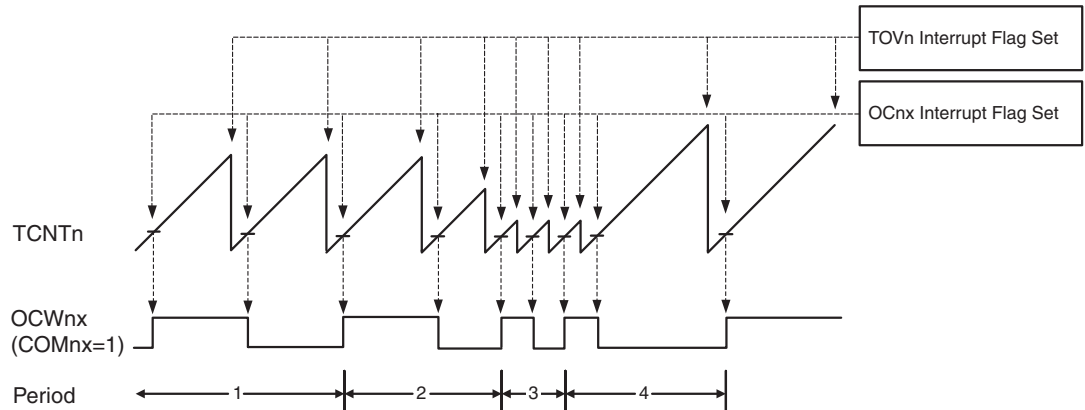 TOVn Interrupt Flag Set
OCnx Interrupt Flag Set
TCNTn
OCWnx
(COMnx=1)
Period
1
2
3
4